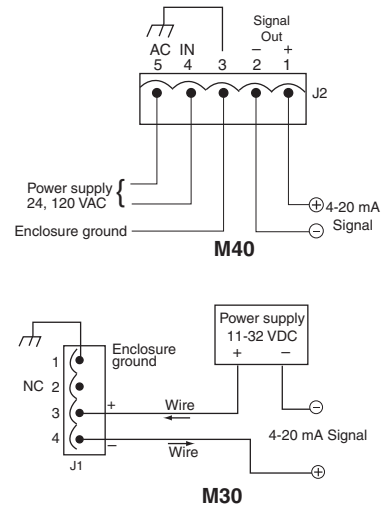 Signal
Out
AC IN – +
5 4 3 2 1
J2
Power supply {
24, 120 VAC
Enclosure ground
+ 4-20 mA
– Signal
M40
Power supply
11-32 VDC
+ –
1 Enclosure
ground
NC 2
3 + Wire
4 – Wire
J1
–
4-20 mA Signal
+
M30